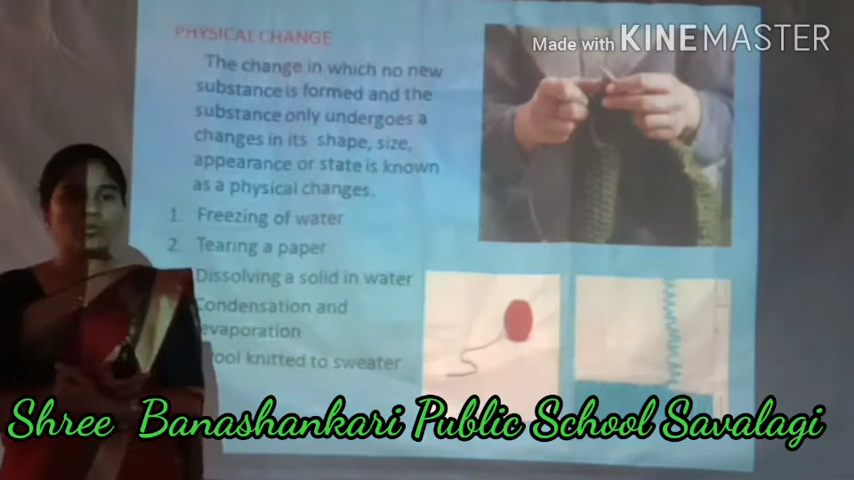 PHYSICAL CHANGE
The change in which no new
substance is formed and the
substance only undergoes a
changes in its shape, size,
appearance or state is known
as a physical changes.
1. Freezing of water
2. Tearing a paper
Dissolving a solid in water
Condensation and
evaporation
knitted to sweater
Made with KINEMASTER
Shree Banashankari Public School Savalagi